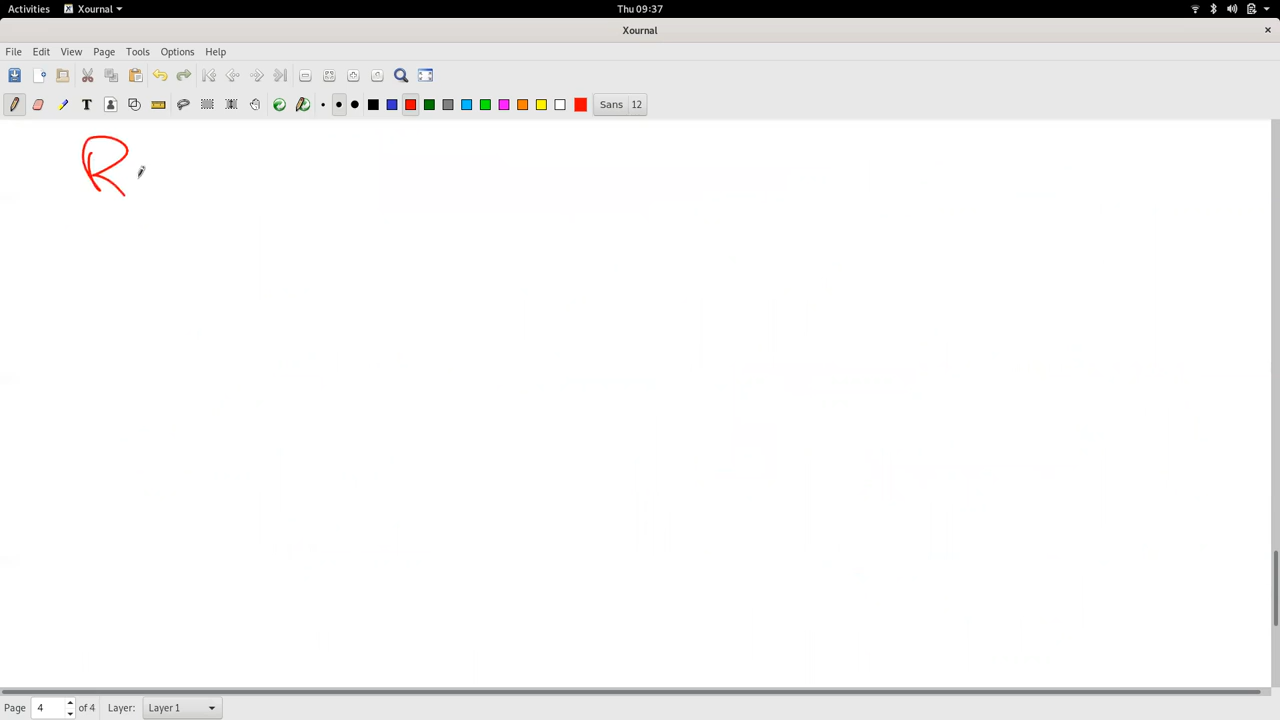 Activities Xournal Thu 09:37
Xournal
File Edit View Page Tools Options Help
T Sans 12
R
Page 4 of 4 Layer: Layer 1